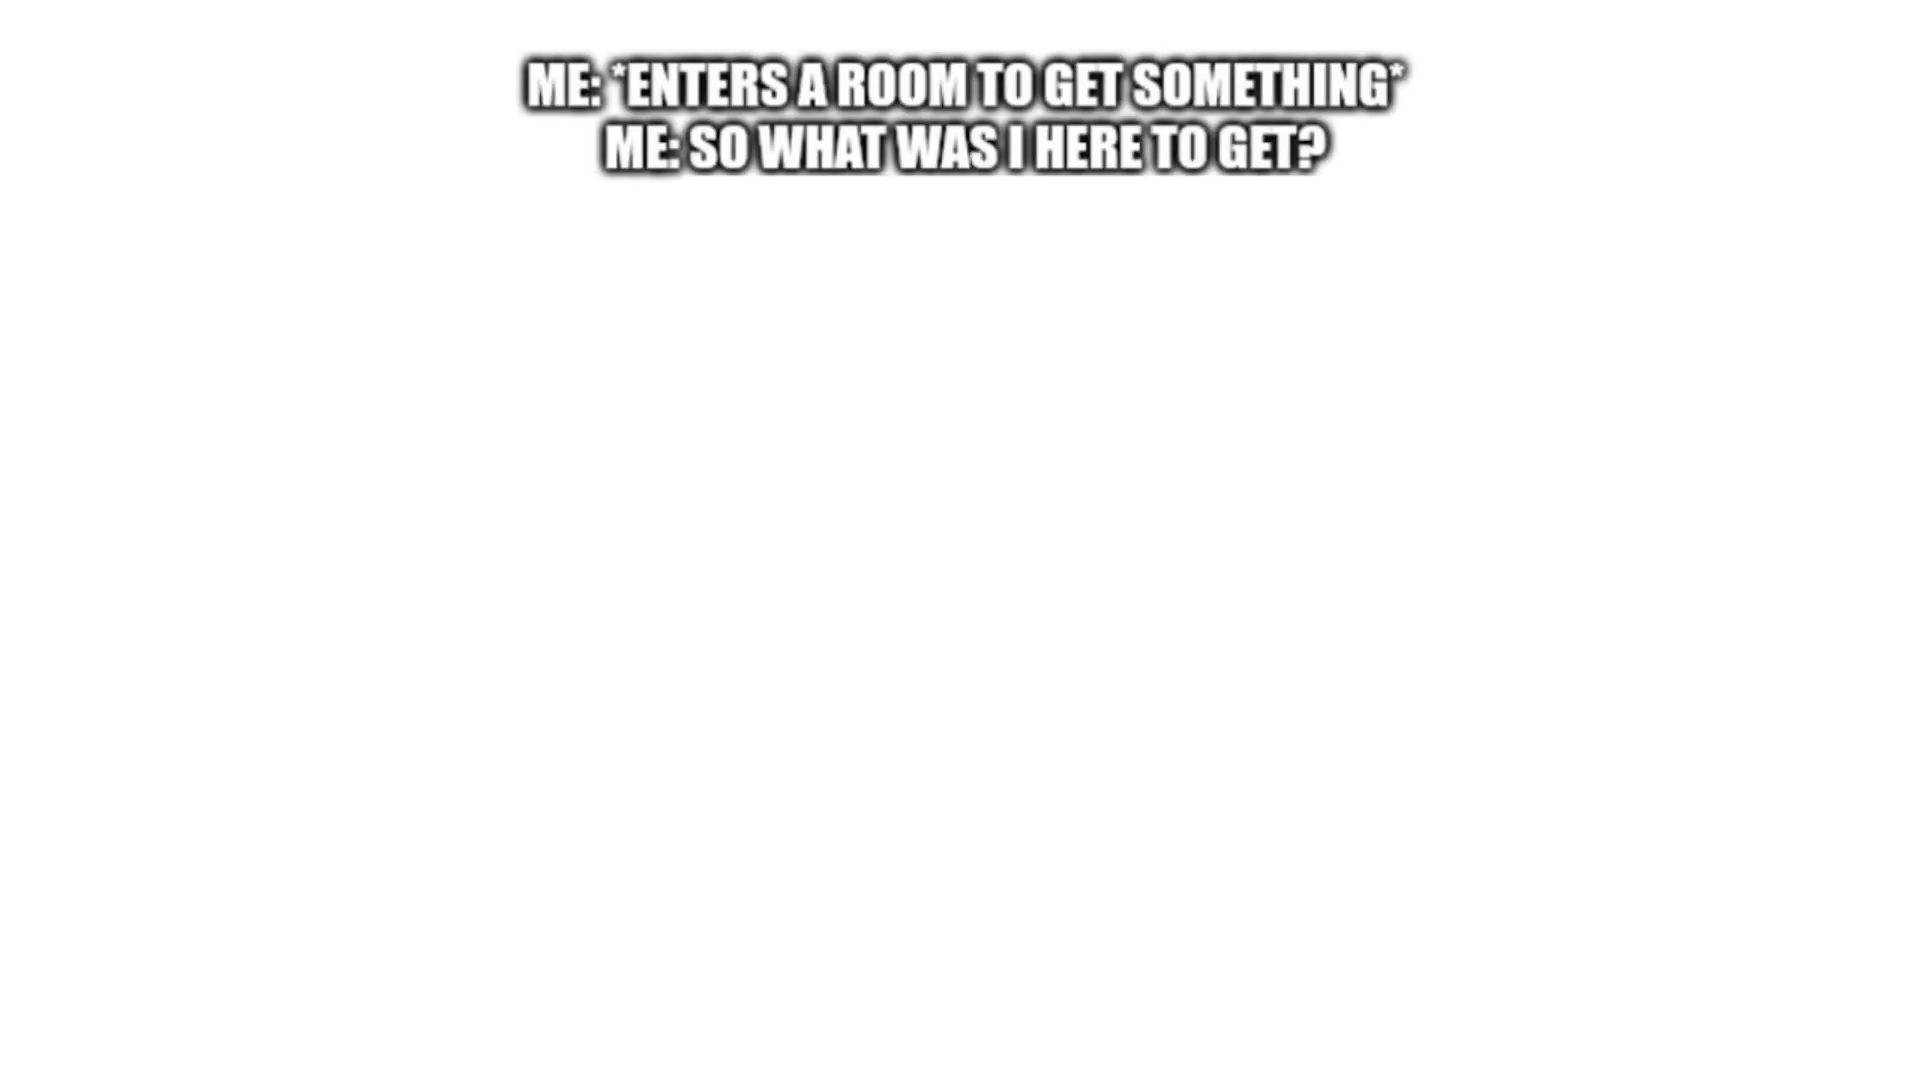 ME: *ENTERS A ROOM TO GET SOMETHING*
ME: SO WHAT WAS I HERE TO GET?